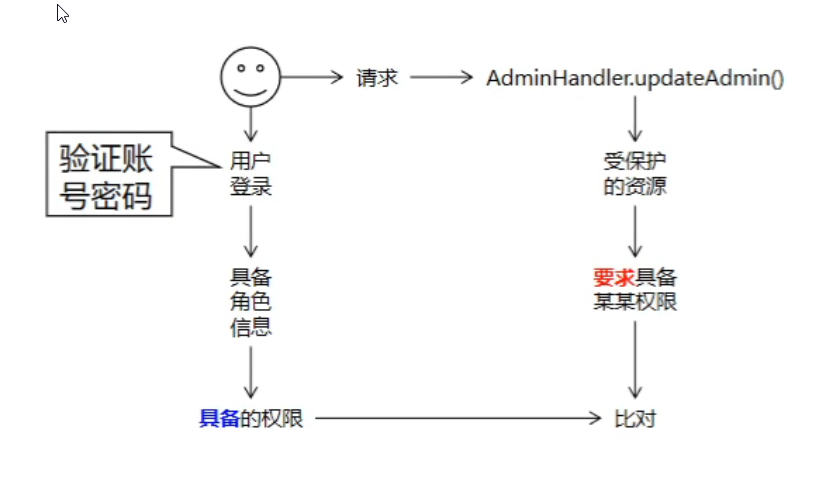 请求
AdminHandler.updateAdmin()
验证账
号密码
用户
登录
受保护
的资源
具备
角色
信息
要求具备
某某权限
具备的权限
比对